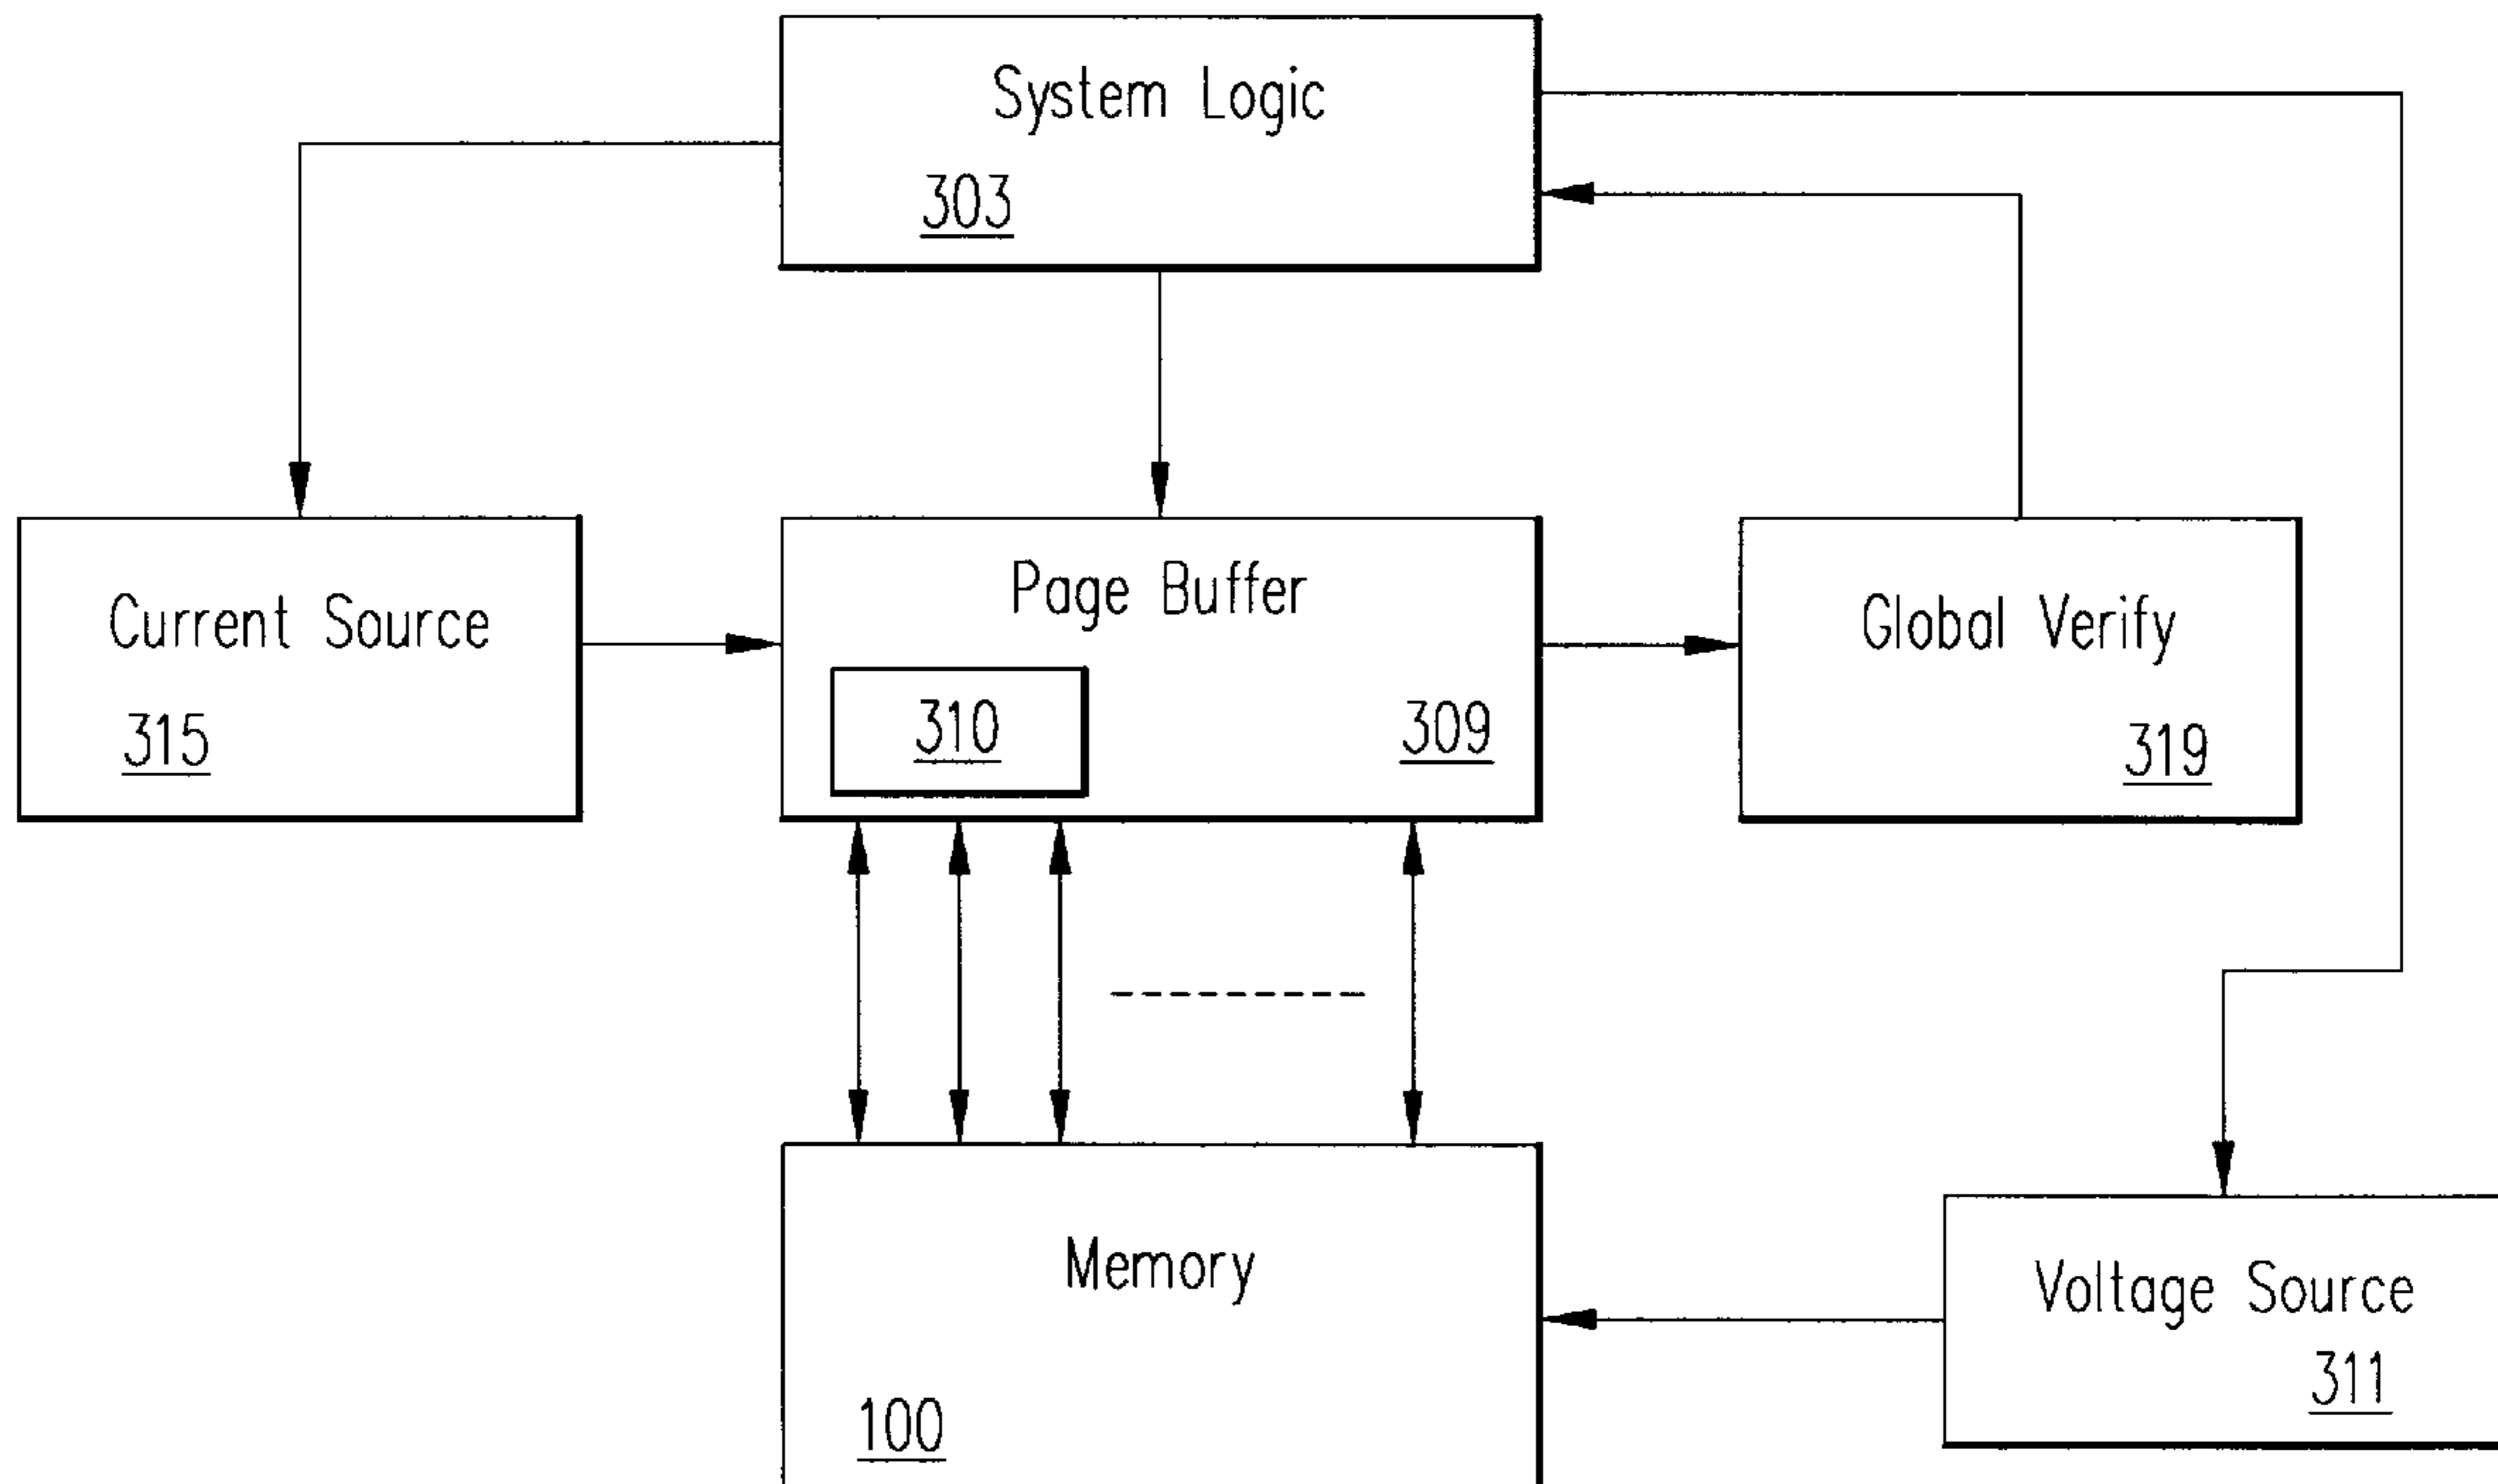 System Logic
303
Current Source
315
Page Buffer
310
309
Global Verify
319
Memory
100
Voltage Source
311